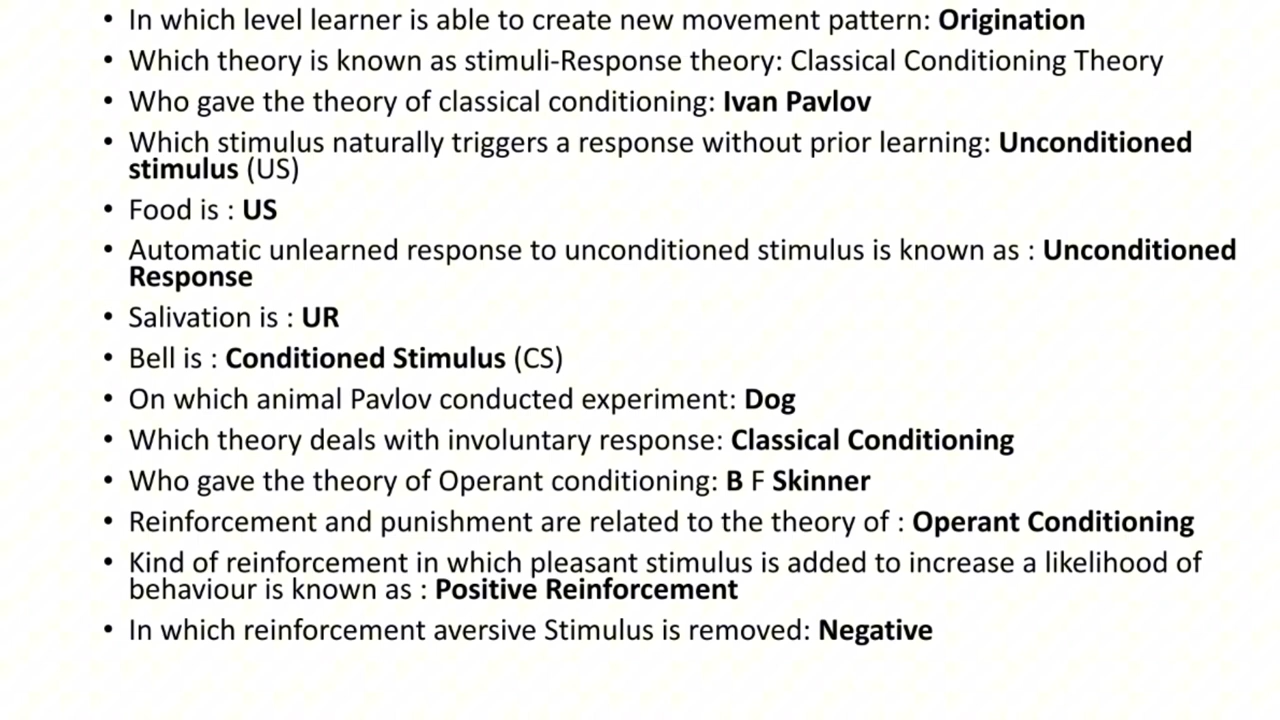 • In which level learner is able to create new movement pattern: Origination
• Which theory is known as stimuli-Response theory: Classical Conditioning Theory
• Who gave the theory of classical conditioning: Ivan Pavlov
• Which stimulus naturally triggers a response without prior learning: Unconditioned
stimulus (US)
• Food is : US
• Automatic unlearned response to unconditioned stimulus is known as : Unconditioned
Response
• Salivation is : UR
• Bell is : Conditioned Stimulus (CS)
• On which animal Pavlov conducted experiment: Dog
• Which theory deals with involuntary response: Classical Conditioning
• Who gave the theory of Operant conditioning: B F Skinner
• Reinforcement and punishment are related to the theory of : Operant Conditioning
• Kind of reinforcement in which pleasant stimulus is added to increase a likelihood of
behaviour is known as : Positive Reinforcement
• In which reinforcement aversive Stimulus is removed: Negative